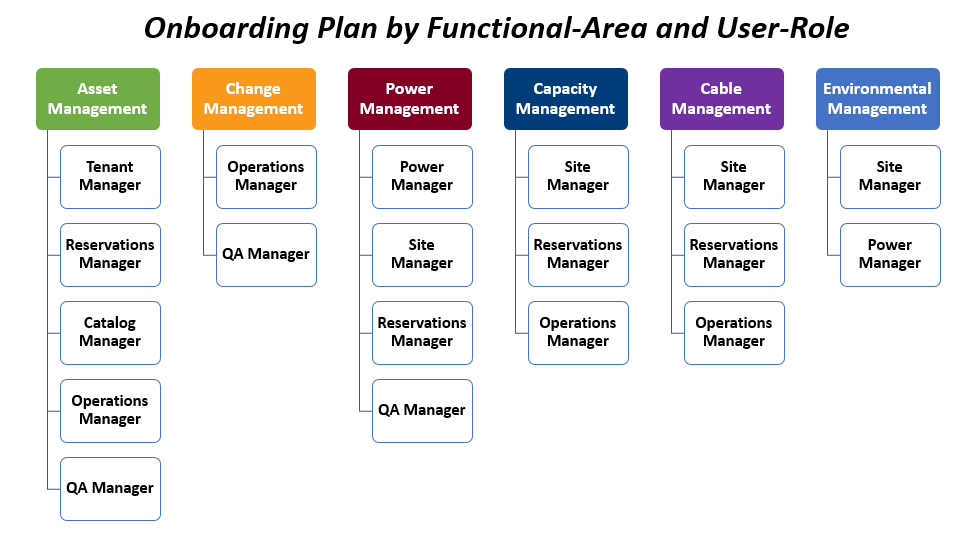 Onboarding Plan by Functional-Area and User-Role
Asset
Management
Tenant
Manager
Reservations
Manager
Catalog
Manager
Operations
Manager
QA Manager
Change
Management
Operations
Manager
QA Manager
Power
Management
Power
Manager
Site
Manager
Reservations
Manager
QA Manager
Capacity
Management
Site
Manager
Reservations
Manager
Operations
Manager
Cable
Management
Site
Manager
Reservations
Manager
Operations
Manager
Environmental
Management
Site
Manager
Power
Manager